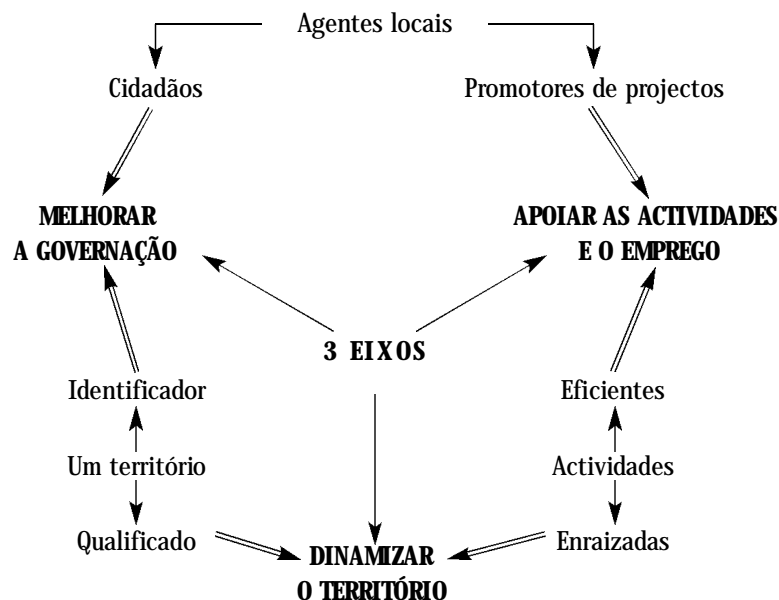 Agentes locais
Cidadãos
Promotores de projectos
MELHORAR
A GOVERNAÇÃO
APOIAR AS ACTIVIDADES
E O EMPREGO
3 EIXOS
Identificador
Eficientes
Um território
Actividades
Qualificado
Enraizadas
DINAMIZAR
O TERRITÓRIO